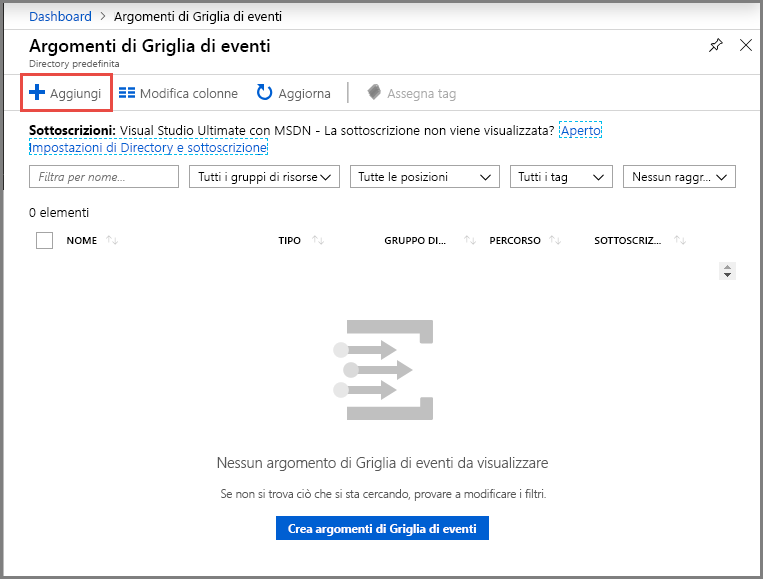 Dashboard > Argomenti di Griglia di eventi
Argomenti di Griglia di eventi
Directory predefinita
Aggiungi Modifica colonne Aggiorna Assegna tag
Sottoscrizioni: Visual Studio Ultimate con MSDN - La sottoscrizione non viene visualizzata? Aperto
Impostazioni di Directory e sottoscrizione
Filtra per nome... Tutti i gruppi di risorse Tutte le posizioni Tutti i tag Nessun raggr...
0 elementi
NOME TIPO GRUPPO DI... PERCORSO SOTTOSCRIZ...
Nessun argomento di Griglia di eventi da visualizzare
Se non si trova ciò che si sta cercando, provare a modificare i filtri.
Crea argomenti di Griglia di eventi